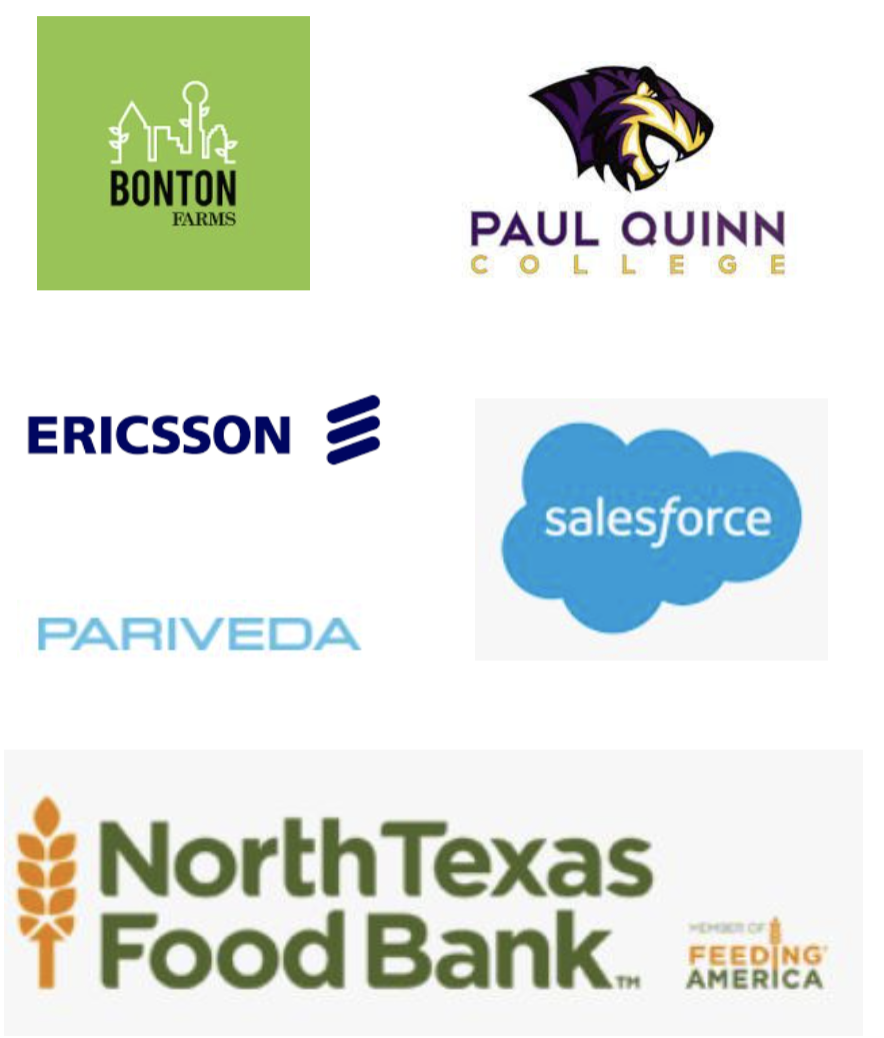 BONTON
FARMS
PAUL QUINN
COLLEGE
ERICSSON
salesforce
PARIVEDA
North Texas
Food Bank™
MEMBER OF
FEEDING®
AMERICA